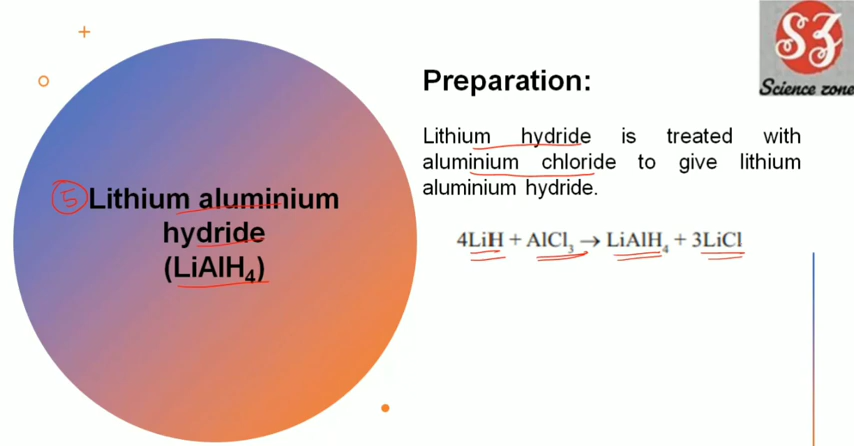 SZ
Science zone
Preparation:
Lithium hydride is treated with
aluminium chloride to give lithium
aluminium hydride.
4LiH + AlCl₃ → LiAlH₄ + 3LiCl
⑤ Lithium aluminium
hydride
(LiAlH₄)